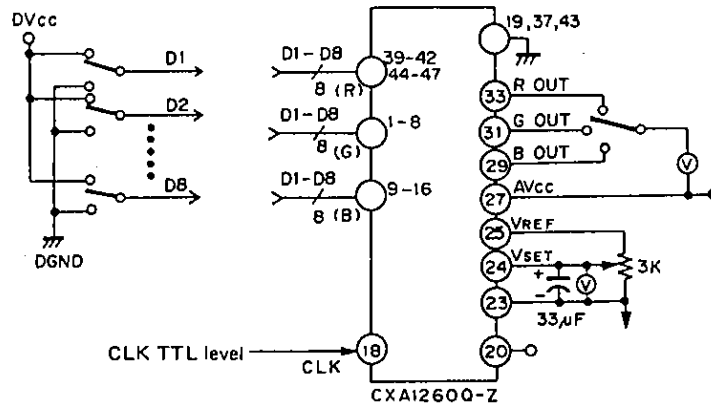 DVcc
D1
D2
D8
DGND
D1-D8
8 (R)
39-42
44-47
D1-D8
8 (G)
1-8
D1-D8
8 (B)
9-16
CLK TTL level
CLK
18
19,37,43
33
R OUT
31
G OUT
29
B OUT
V
27
AVcc
25
VREF
24
VSET
+
-
33µF
V
3K
23
20
CXA1260Q-Z